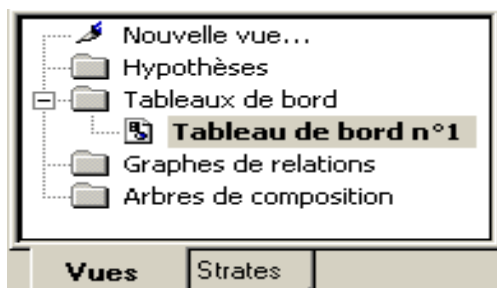 Nouvelle vue...
Hypothèses
Tableaux de bord
Tableau de bord n°1
Graphes de relations
Arbres de composition
Vues Strates